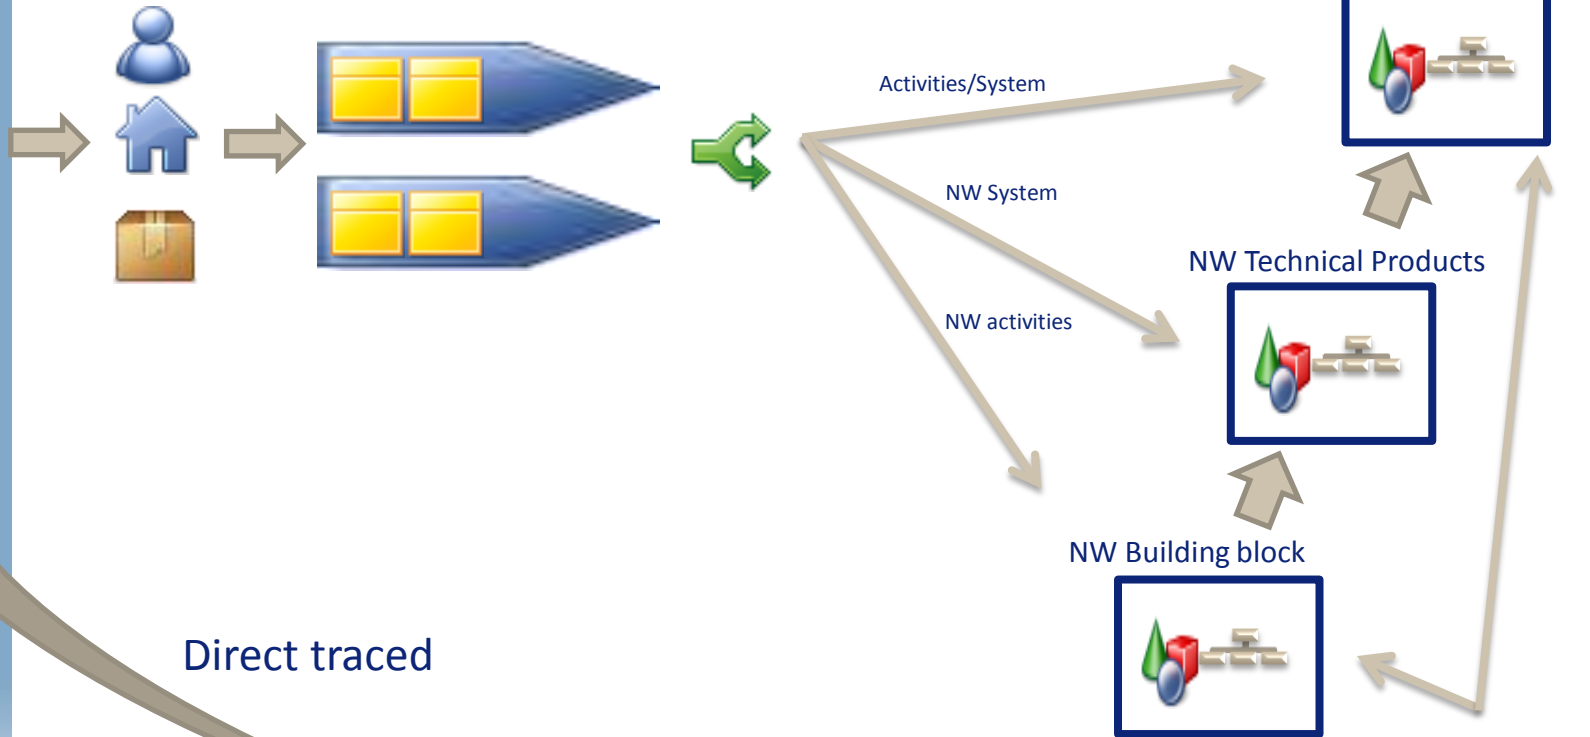 Activities/System
NW System
NW Technical Products
NW activities
NW Building block
Direct traced